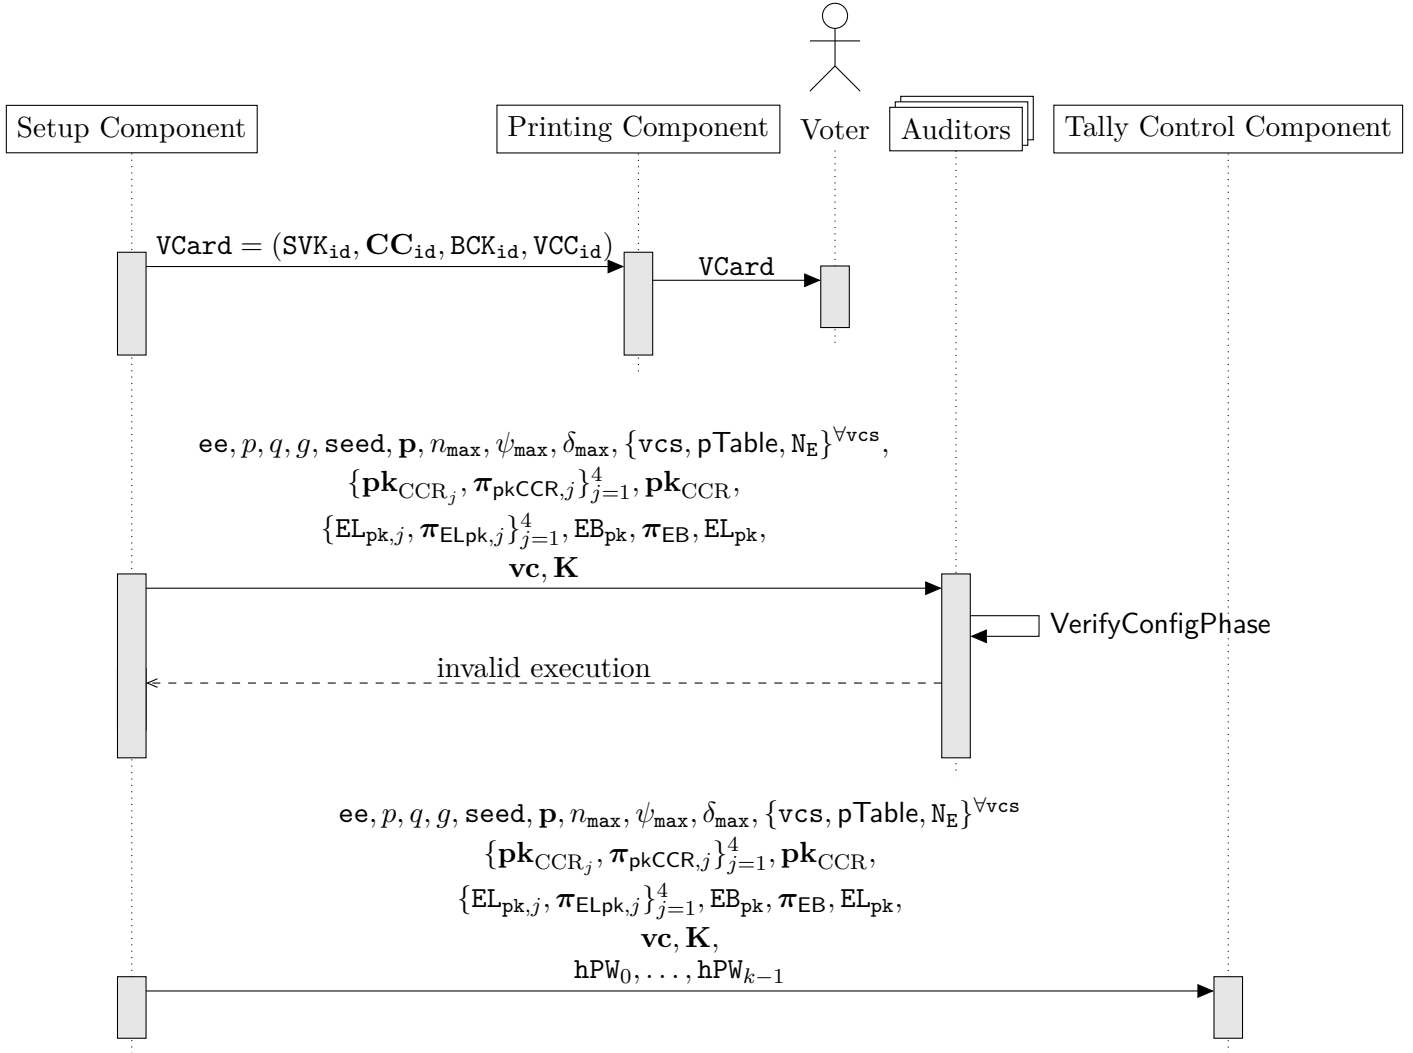 Setup Component
Printing Component
Voter
Auditors
Tally Control Component
VCard = (SVK_id, CC_id, BCK_id, VCC_id)
VCard
ee, p, q, g, seed, p, n_max, ψ_max, δ_max, {vcs, pTable, N_E}^∀vcs,
{pk_CCR_j, π_pkCCR,j}_{j=1}^4, pk_CCR,
{EL_pk,j, π_ELpk,j}_{j=1}^4, EB_pk, π_EB, EL_pk,
vc, K
VerifyConfigPhase
invalid execution
ee, p, q, g, seed, p, n_max, ψ_max, δ_max, {vcs, pTable, N_E}^∀vcs
{pk_CCR_j, π_pkCCR,j}_{j=1}^4, pk_CCR,
{EL_pk,j, π_ELpk,j}_{j=1}^4, EB_pk, π_EB, EL_pk,
vc, K,
hPW_0, ..., hPW_{k−1}